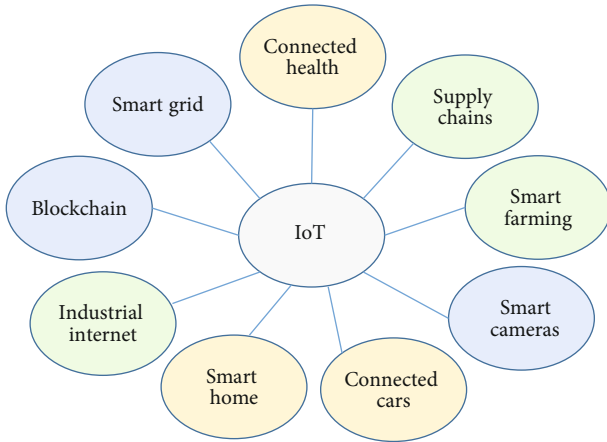 Connected
health
Smart grid
Supply
chains
Blockchain
IoT
Smart
farming
Industrial
internet
Smart
cameras
Smart
home
Connected
cars